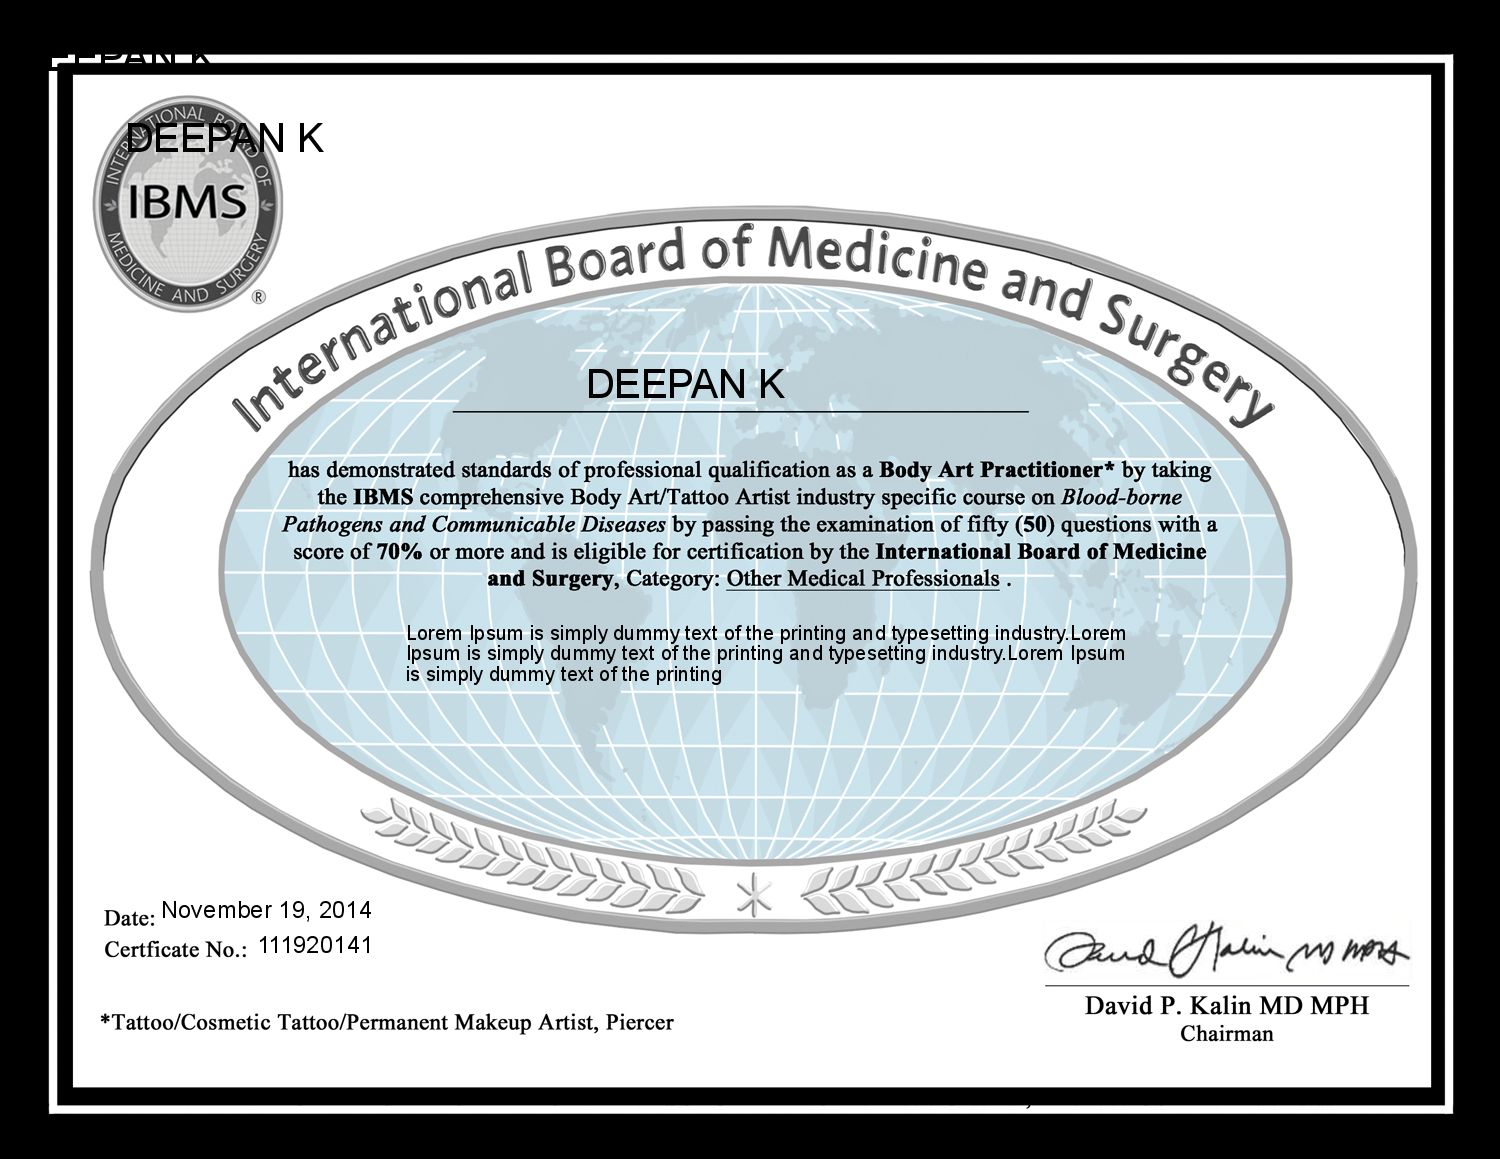 DEEPAN K
DEEPAN K
INTERNATIONAL BOARD OF
IBMS
MEDICINE AND SURGERY
®
International Board of Medicine and Surgery
DEEPAN K
has demonstrated standards of professional qualification as a Body Art Practitioner* by taking
the IBMS comprehensive Body Art/Tattoo Artist industry specific course on Blood-borne
Pathogens and Communicable Diseases by passing the examination of fifty (50) questions with a
score of 70% or more and is eligible for certification by the International Board of Medicine
and Surgery, Category: Other Medical Professionals .
Lorem Ipsum is simply dummy text of the printing and typesetting industry.Lorem
Ipsum is simply dummy text of the printing and typesetting industry.Lorem Ipsum
is simply dummy text of the printing
Date: November 19, 2014
Certficate No.: 111920141
David P. Kalin MD MPH
David P. Kalin MD MPH
Chairman
*Tattoo/Cosmetic Tattoo/Permanent Makeup Artist, Piercer